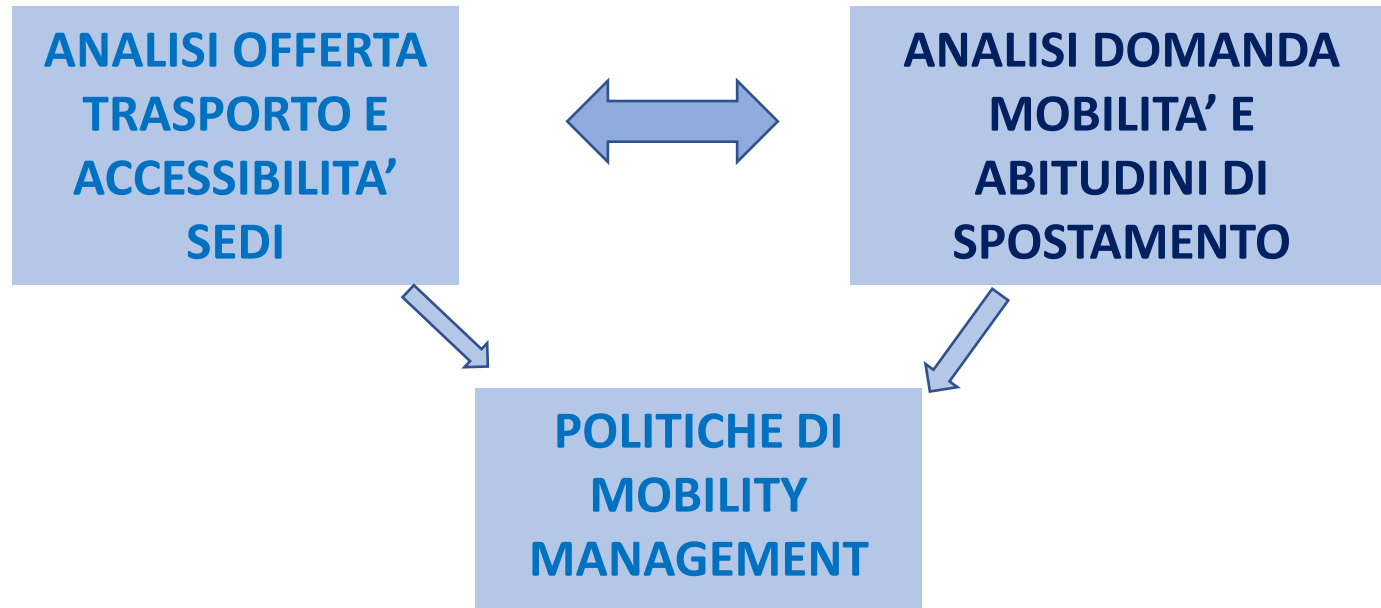 ANALISI OFFERTA
TRASPORTO E
ACCESSIBILITA’
SEDI
ANALISI DOMANDA
MOBILITA’ E
ABITUDINI DI
SPOSTAMENTO
POLITICHE DI
MOBILITY
MANAGEMENT